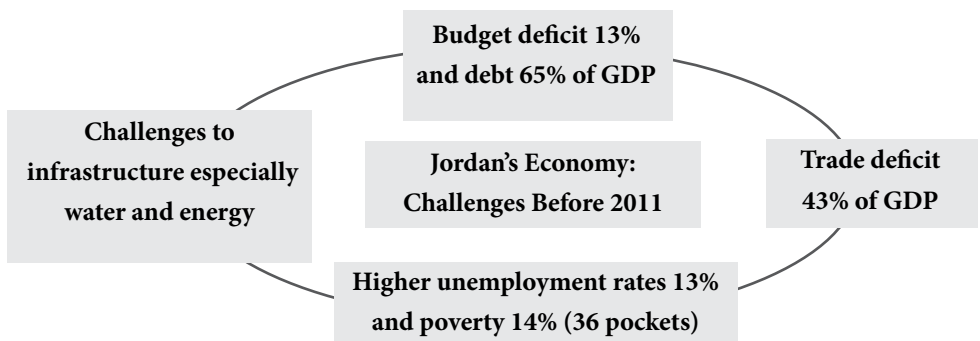 Budget deficit 13%
and debt 65% of GDP
Challenges to
infrastructure especially
water and energy
Jordan’s Economy:
Challenges Before 2011
Trade deficit
43% of GDP
Higher unemployment rates 13%
and poverty 14% (36 pockets)